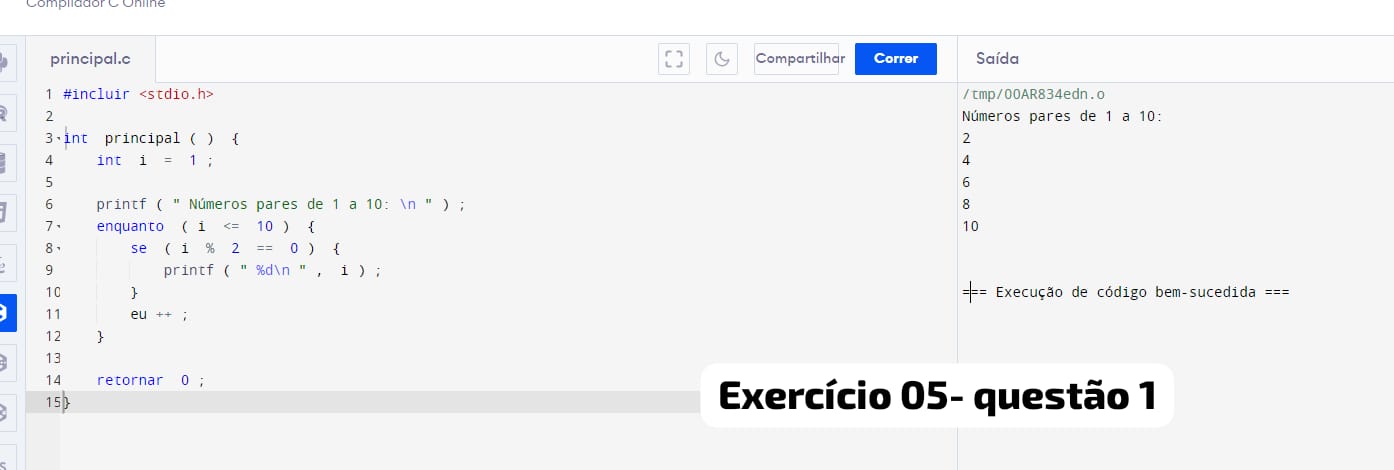 Compilador C Online
principal.c
Compartilhar
Correr
Saída
1 #incluir <stdio.h>
2
3 int principal ( ) {
4 int i = 1 ;
5
6 printf ( " Números pares de 1 a 10: \n " ) ;
7 enquanto ( i <= 10 ) {
8 se ( i % 2 == 0 ) {
9 printf ( " %d\n " , i ) ;
10 }
11 eu ++ ;
12 }
13
14 retornar 0 ;
15 }
/tmp/00AR834edn.o
Números pares de 1 a 10:
2
4
6
8
10
=== Execução de código bem-sucedida ===
Exercício 05- questão 1